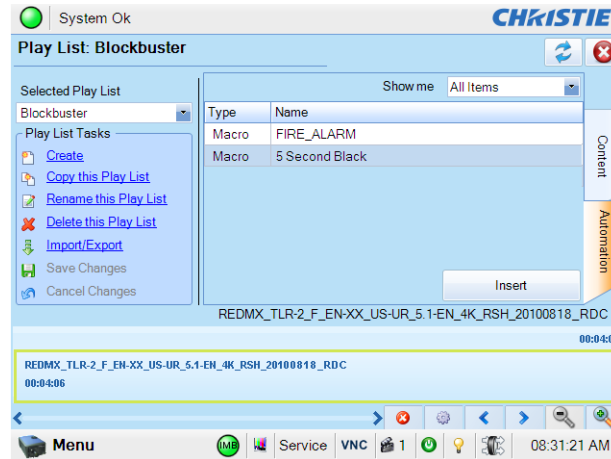 System Ok
CHRISTIE
Play List: Blockbuster
Selected Play List
Blockbuster
Play List Tasks
Create
Copy this Play List
Rename this Play List
Delete this Play List
Import/Export
Save Changes
Cancel Changes
Show me All Items
Type Name
Macro FIRE_ALARM
Macro 5 Second Black
Insert
Content
Automation
REDMX_TLR-2_F_EN-XX_US-UR_5.1-EN_4K_RSH_20100818_RDC
REDMX_TLR-2_F_EN-XX_US-UR_5.1-EN_4K_RSH_20100818_RDC
00:04:06
Menu IMB Service VNC 1 08:31:21 AM